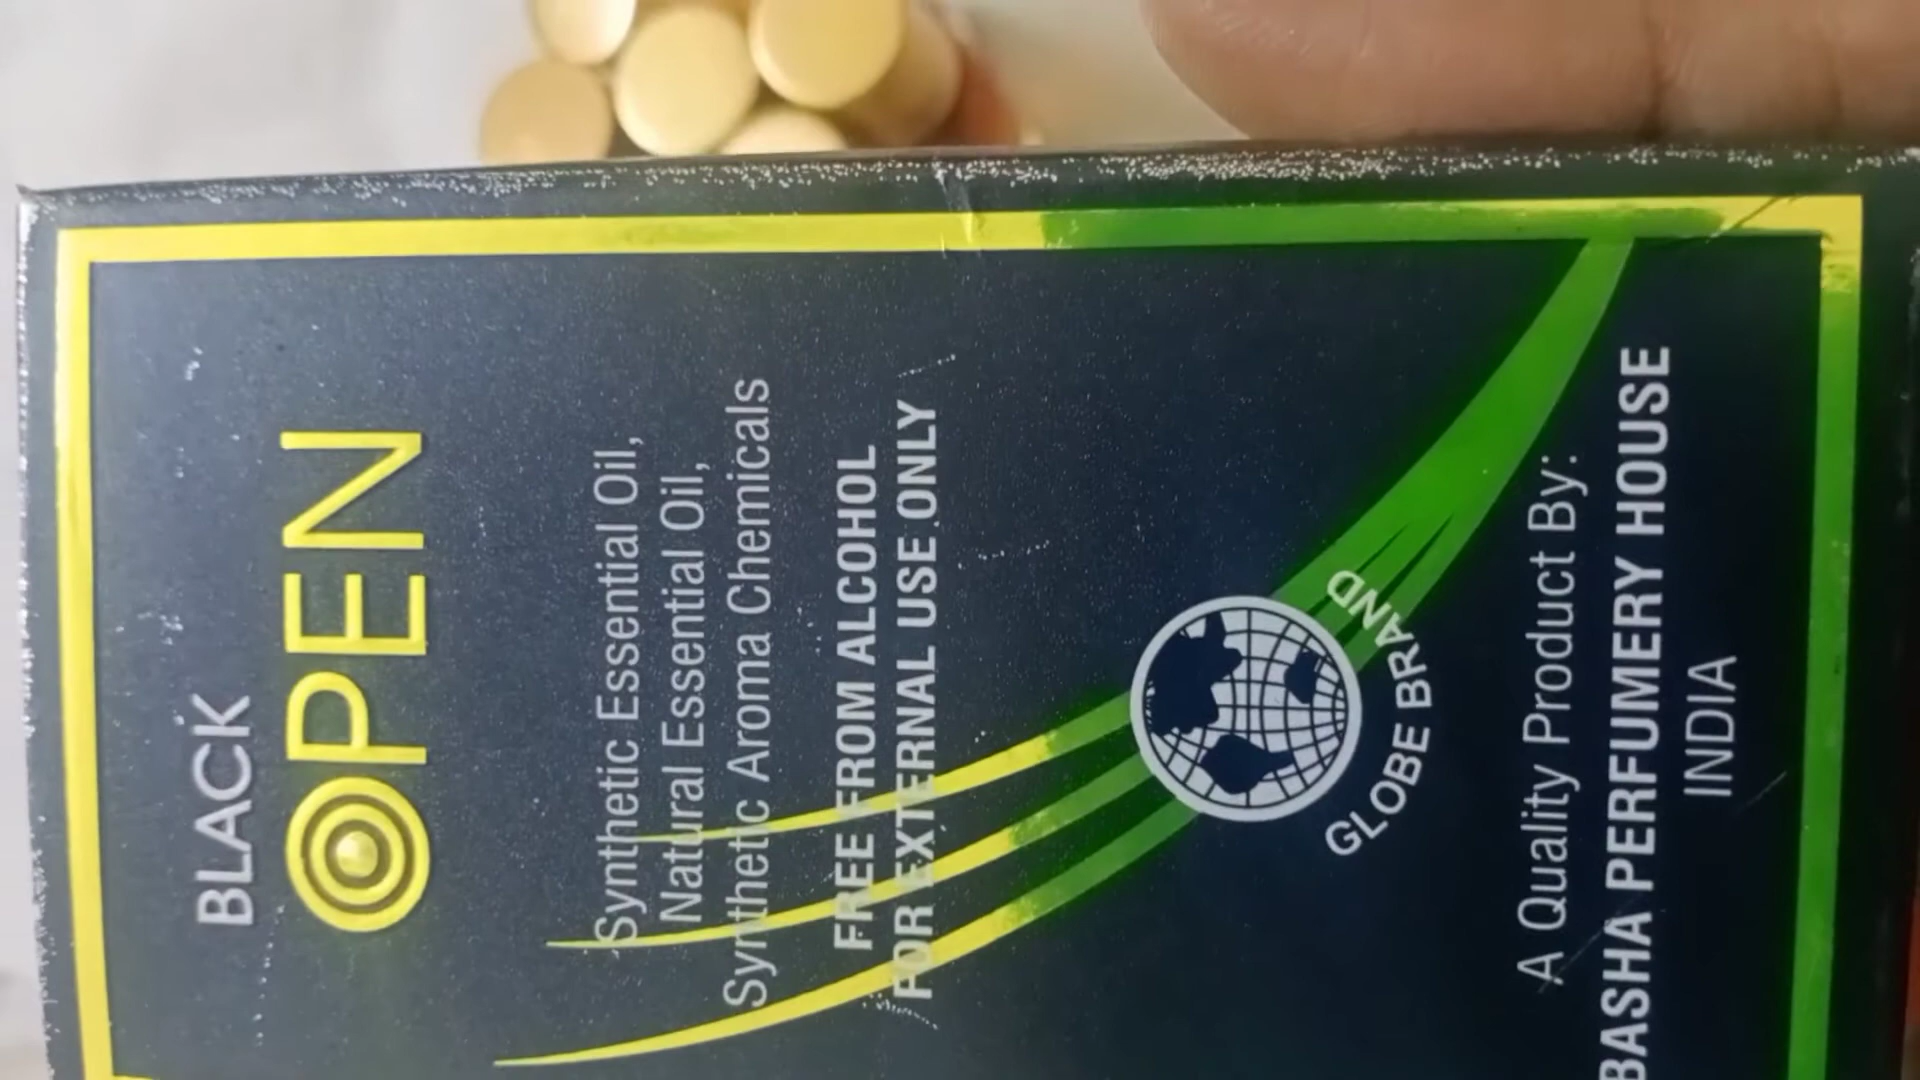 BLACK
OPEN
Synthetic Essential Oil,
Natural Essential Oil,
Synthetic Aroma Chemicals
FREE FROM ALCOHOL
FOR EXTERNAL USE ONLY
GLOBE BRAND
A Quality Product By:
BASHA PERFUMERY HOUSE
INDIA